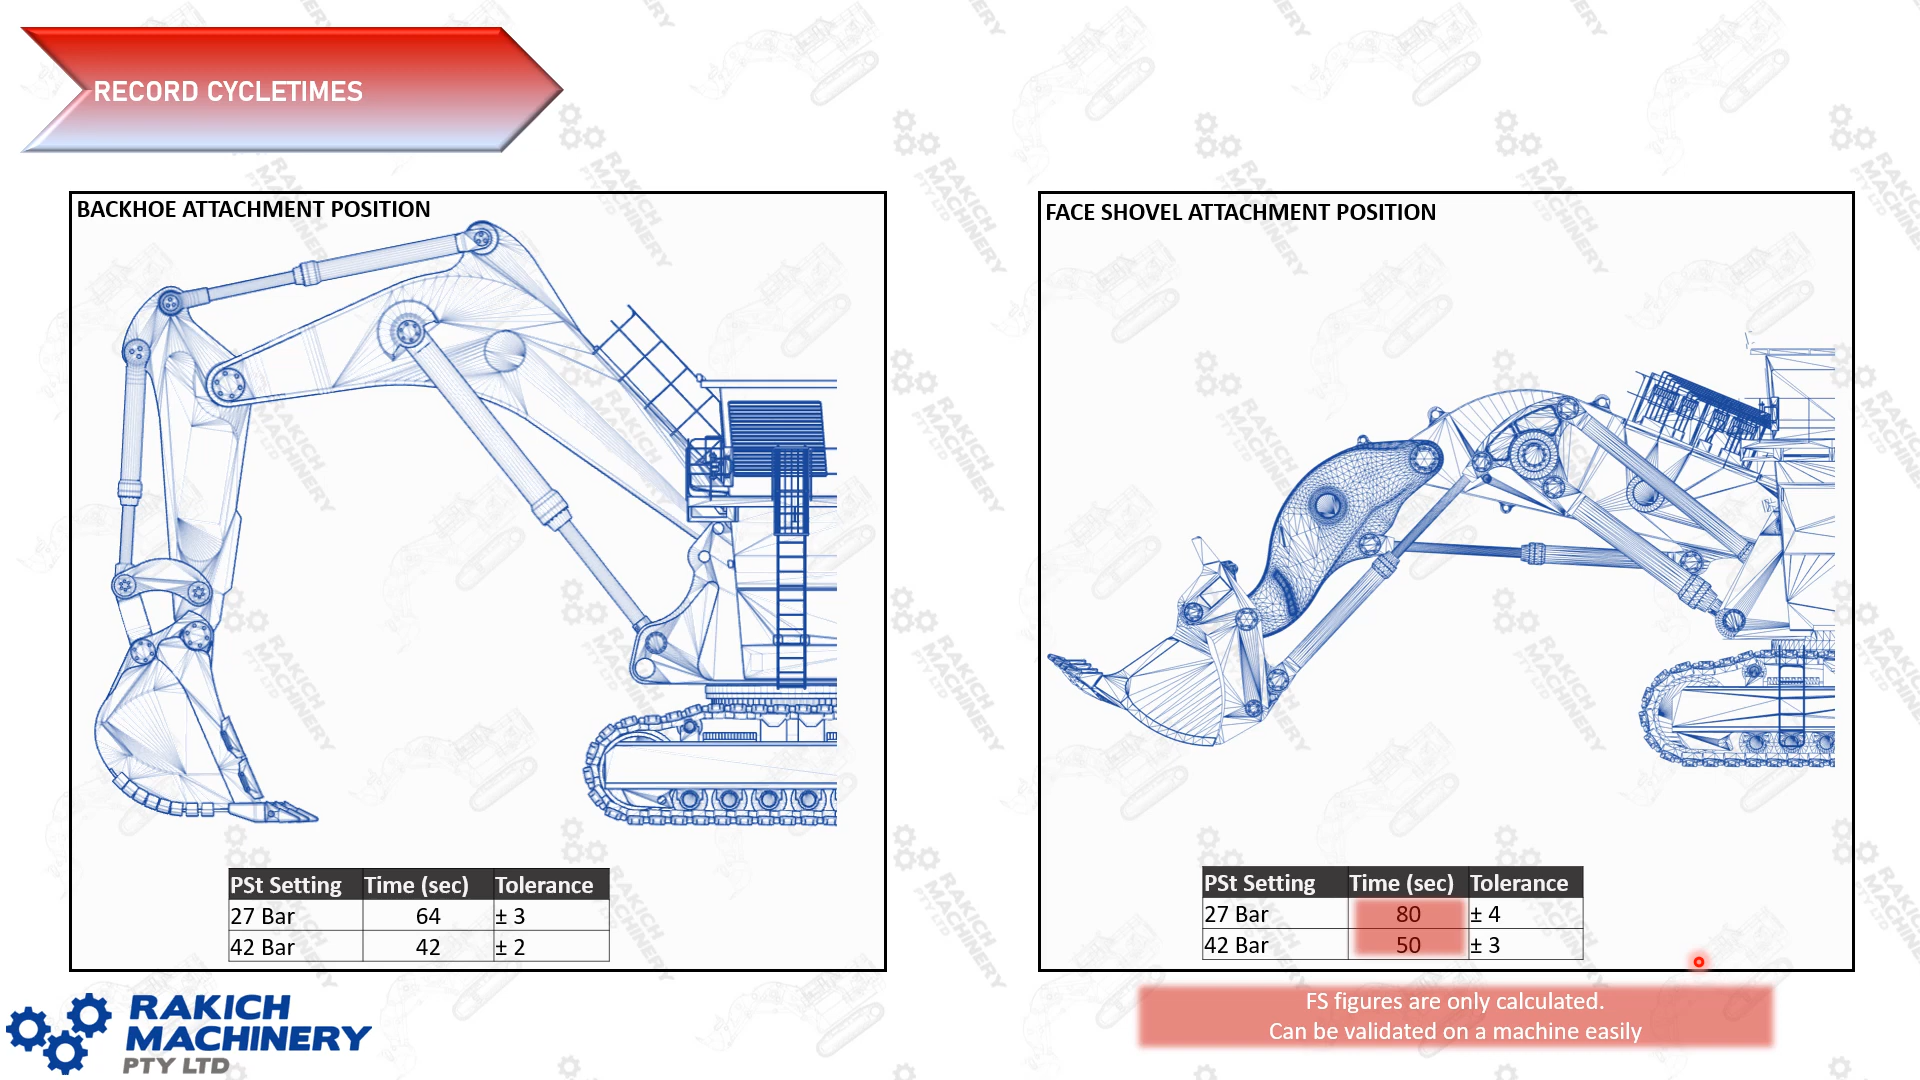 RECORD CYCLETIMES
BACKHOE ATTACHMENT POSITION
PSt Setting Time (sec) Tolerance
27 Bar 64 ± 3
42 Bar 42 ± 2
FACE SHOVEL ATTACHMENT POSITION
PSt Setting Time (sec) Tolerance
27 Bar 80 ± 4
42 Bar 50 ± 3
FS figures are only calculated.
Can be validated on a machine easily
RAKICH
MACHINERY
PTY LTD